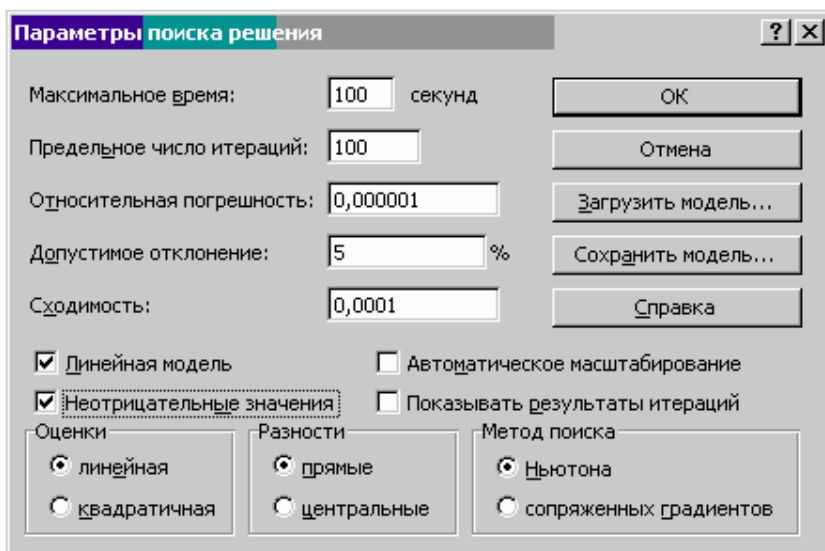 Параметры поиска решения
Максимальное время: 100 секунд OK
Предельное число итераций: 100 Отмена
Относительная погрешность: 0,000001 Загрузить модель...
Допустимое отклонение: 5 % Сохранить модель...
Сходимость: 0,0001 Справка
Линейная модель Автоматическое масштабирование
Неотрицательные значения Показывать результаты итераций
Оценки Разности Метод поиска
линейная прямые Ньютона
квадратичная центральные сопряженных градиентов